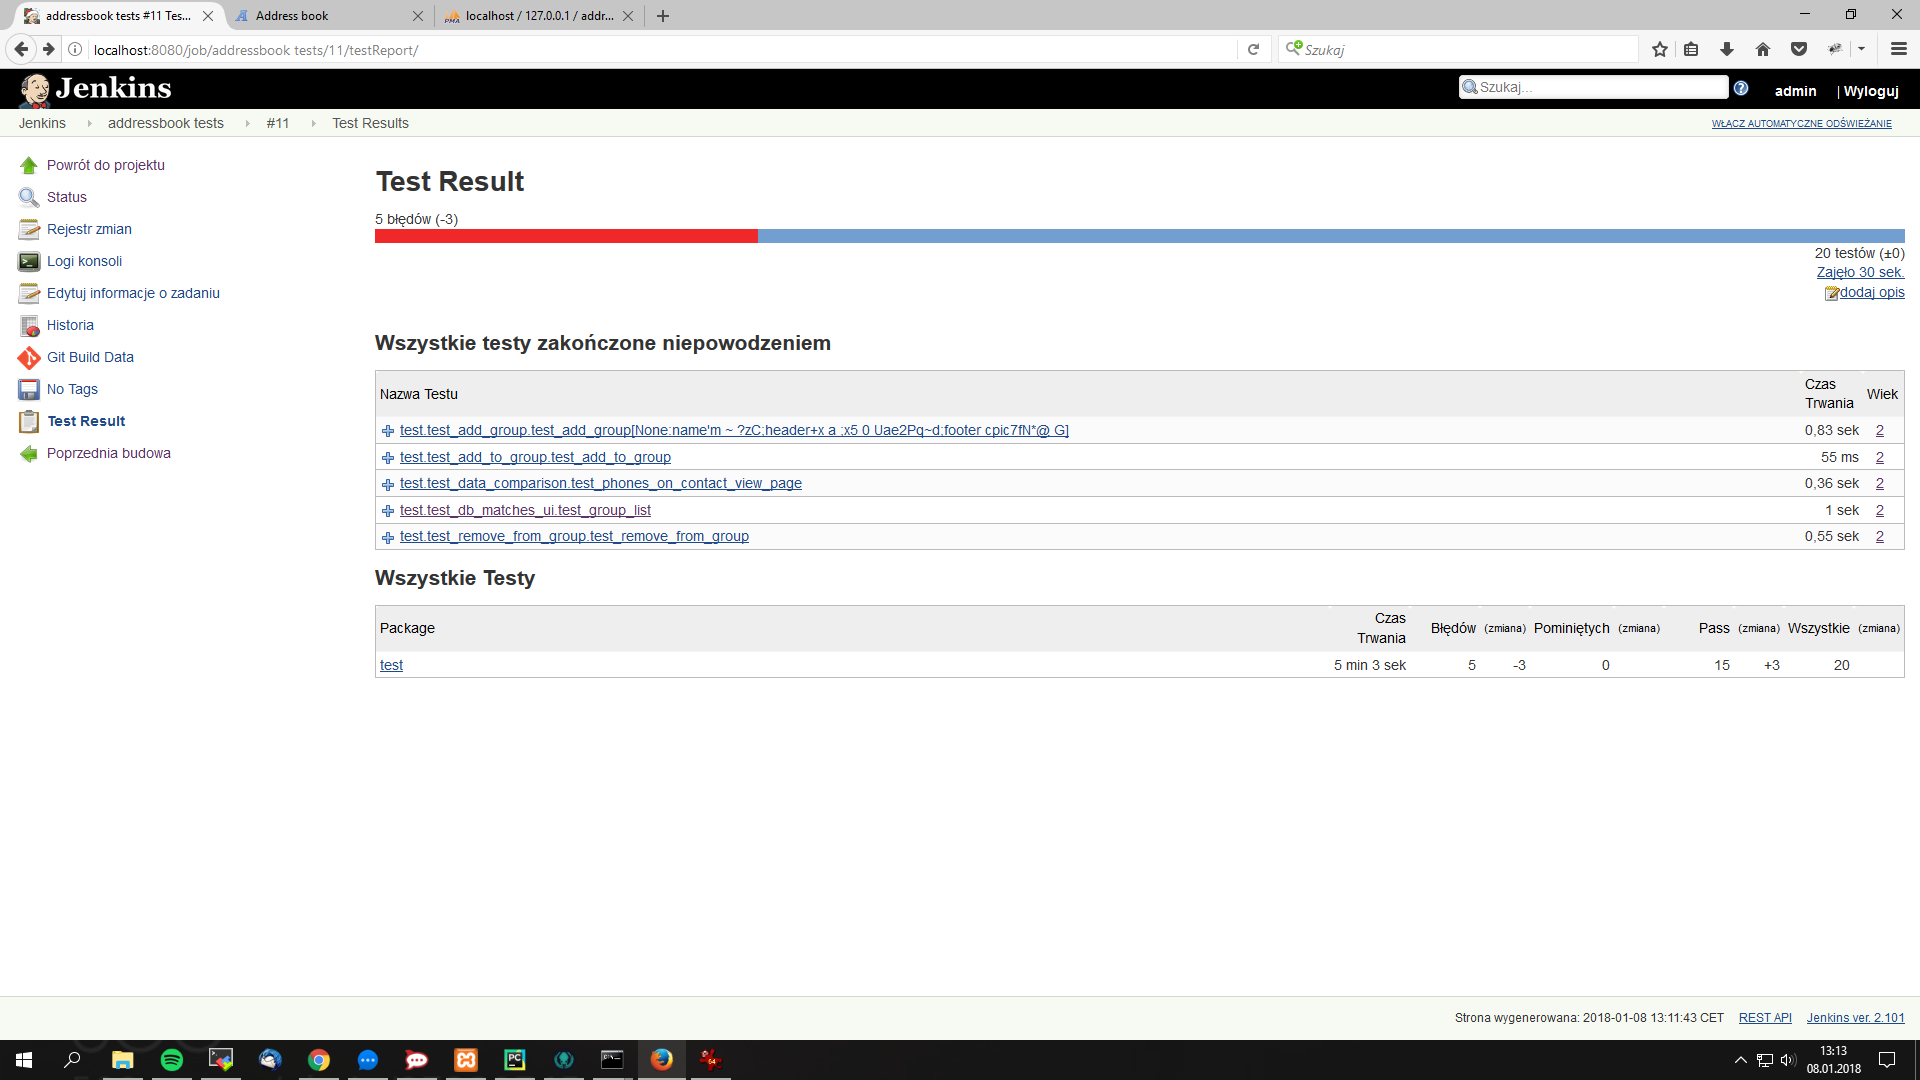 addressbook tests #11 Tes...
Address book
localhost / 127.0.0.1 / addr...
localhost:8080/job/addressbook tests/11/testReport/
Szukaj
Jenkins
Szukaj...
admin
| Wyloguj
Jenkins
addressbook tests
#11
Test Results
WŁĄCZ AUTOMATYCZNE ODŚWIEŻANIE
Powrót do projektu
Status
Rejestr zmian
Logi konsoli
Edytuj informacje o zadaniu
Historia
Git Build Data
No Tags
Test Result
Poprzednia budowa
Test Result
5 błędów (-3)
20 testów (±0)
Zajęło 30 sek.
dodaj opis
Wszystkie testy zakończone niepowodzeniem
Nazwa Testu Czas Trwania Wiek
test.test_add_group.test_add_group[None:name'm ~ ?zC;header+x a ;x5 0 Uae2Pq~d;footer cpic7fN*@ G] 0,83 sek 2
test.test_add_to_group.test_add_to_group 55 ms 2
test.test_data_comparison.test_phones_on_contact_view_page 0,36 sek 2
test.test_db_matches_ui.test_group_list 1 sek 2
test.test_remove_from_group.test_remove_from_group 0,55 sek 2
Wszystkie Testy
Package Czas Trwania Błędów (zmiana) Pominiętych (zmiana) Pass (zmiana) Wszystkie (zmiana)
test 5 min 3 sek 5 -3 0 15 +3 20
Strona wygenerowana: 2018-01-08 13:11:43 CET REST API Jenkins ver. 2.101
13:13
08.01.2018